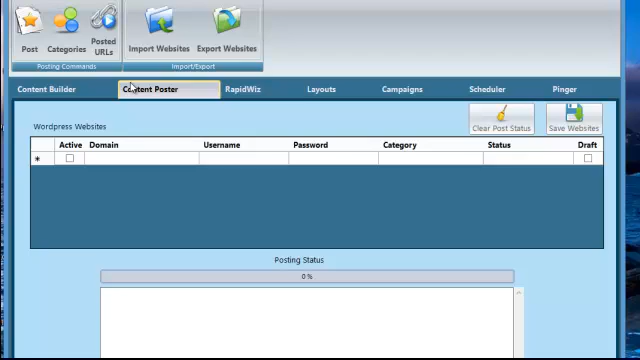 Post
Categories
Posted
URLs
Import Websites
Export Websites
Posting Commands
Import/Export
Content Builder
Content Poster
RapidWiz
Layouts
Campaigns
Scheduler
Pinger
Wordpress Websites
Clear Post Status
Save Websites
Active
Domain
Username
Password
Category
Status
Draft
*
Posting Status
0 %